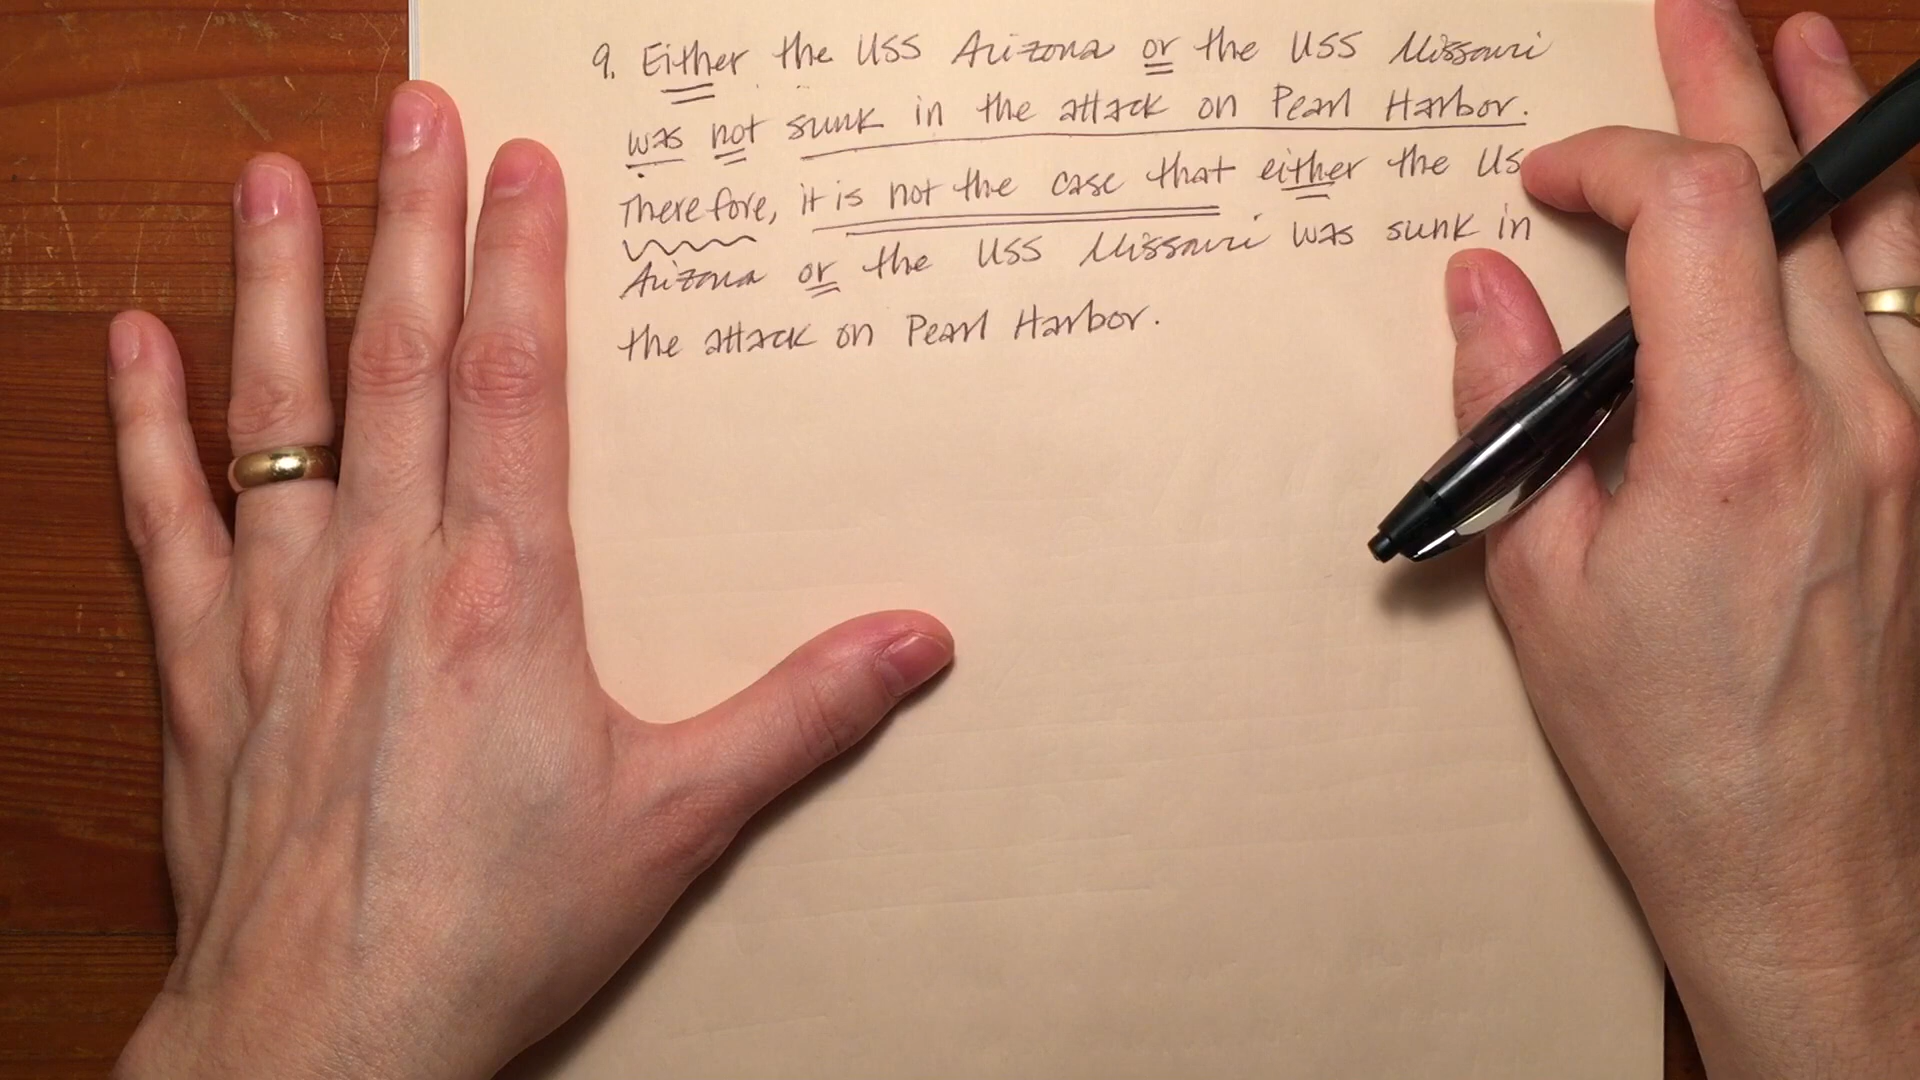 9. Either the USS Arizona or the USS Missouri
was not sunk in the attack on Pearl Harbor.
Therefore, it is not the case that either the US
Arizona or the USS Missouri was sunk in
the attack on Pearl Harbor.